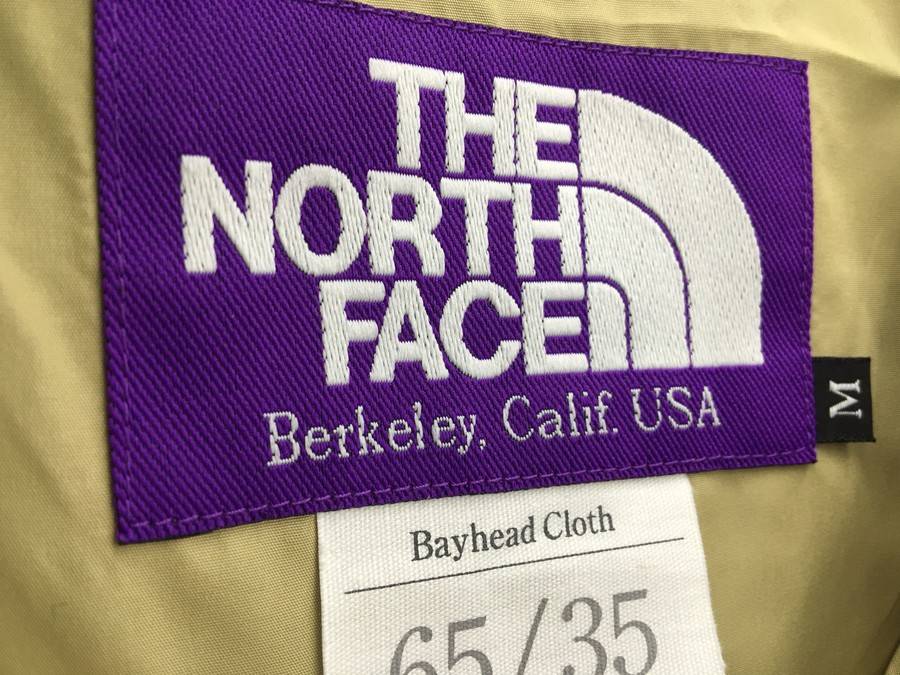 THE
NORTH
FACE
Berkeley, Calif. USA
M
Bayhead Cloth
65/35